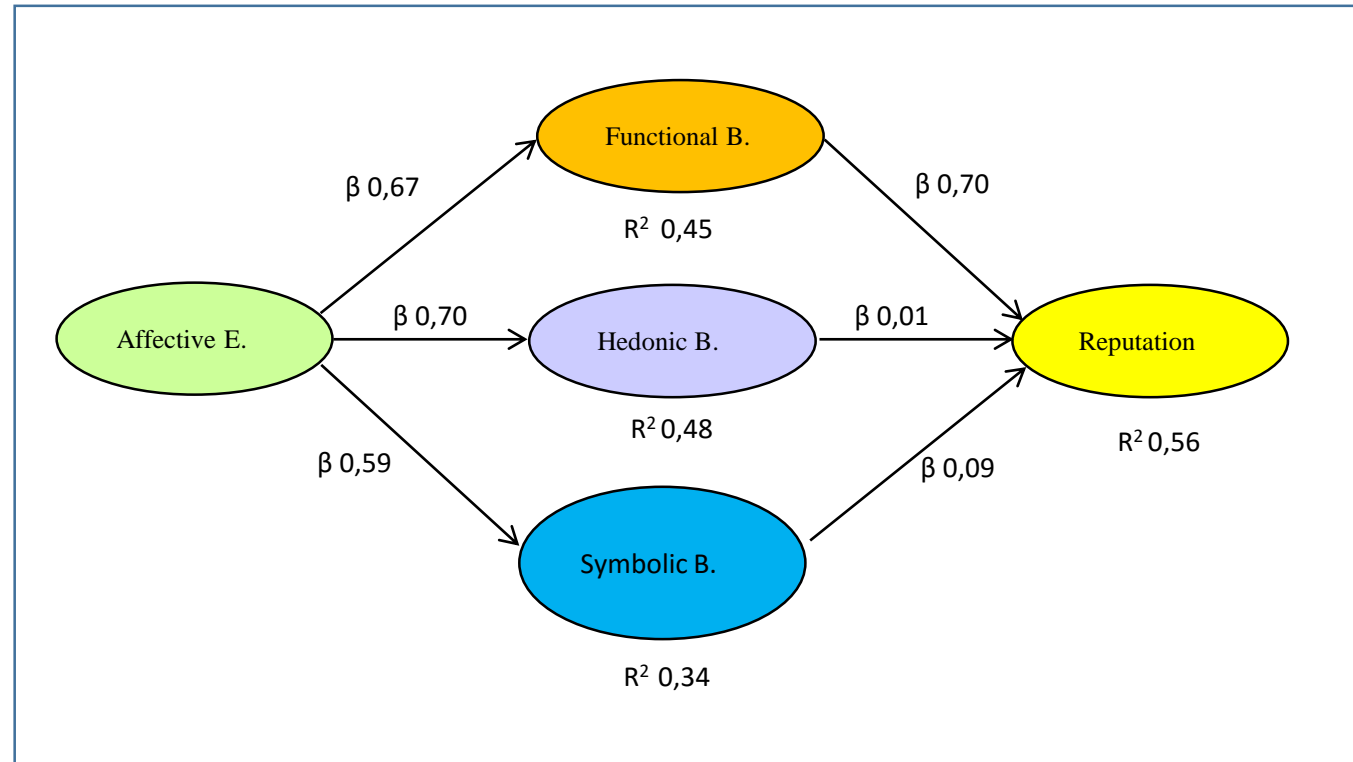 Functional B.
β 0,67
β 0,70
R² 0,45
Affective E.
β 0,70
Hedonic B.
β 0,01
Reputation
R² 0,48
R² 0,56
β 0,59
β 0,09
Symbolic B.
R² 0,34